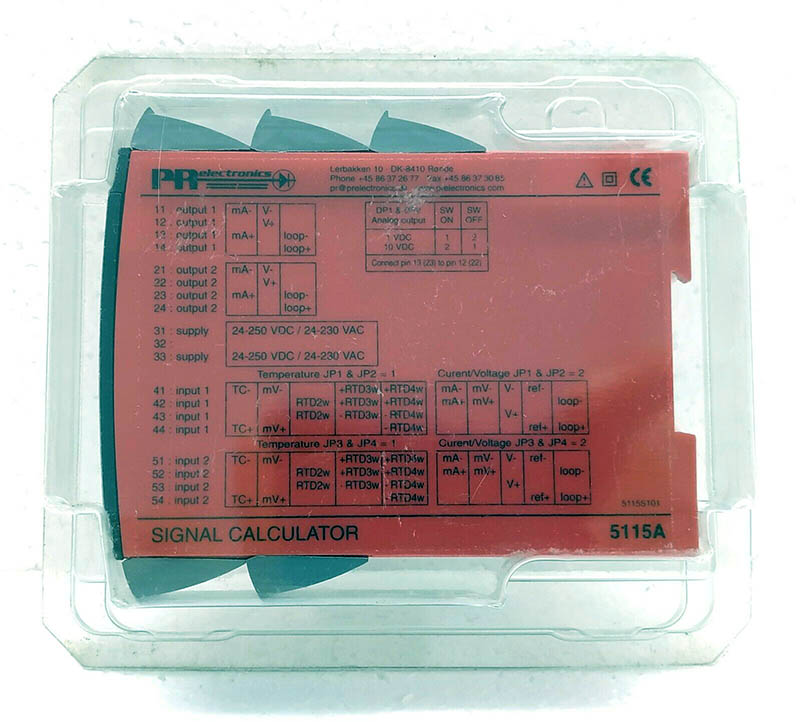 PR electronics
Lerbakken 10 DK-8410 Rønde
Phone +45 86 37 26 77 Fax +45 86 37 30 85
CE
11 : output 1 mA- V-
12 : output 1 V+
13 : output 1 mA+ loop-
14 : output 1 loop+
DP1 & DP2 Analog output SW ON SW OFF
1 VDC 1 2
10 VDC 2 1
Connect pin 13 (23) to pin 12 (22)
21 : output 2 mA- V-
22 : output 2 V+
23 : output 2 mA+ loop-
24 : output 2 loop+
31 : supply 24-250 VDC / 24-230 VAC
32 :
33 : supply 24-250 VDC / 24-230 VAC
Temperature JP1 & JP2 = 1 Curent/Voltage JP1 & JP2 = 2
41 : input 1 TC- mV- +RTD3w +RTD4w mA- mV- V- ref-
42 : input 1 RTD2w +RTD3w +RTD4w mA+ mV+ loop-
43 : input 1 RTD2w -RTD3w -RTD4w V+
44 : input 1 TC+ mV+ -RTD4w ref+ loop+
Temperature JP3 & JP4 = 1 Curent/Voltage JP3 & JP4 = 2
51 : input 2 TC- mV- +RTD3w +RTD4w mA- mV- V- ref-
52 : input 2 RTD2w +RTD3w +RTD4w mA+ mV+ loop-
53 : input 2 RTD2w -RTD3w -RTD4w V+
54 : input 2 TC+ mV+ -RTD4w ref+ loop+
5115S101
SIGNAL CALCULATOR 5115A